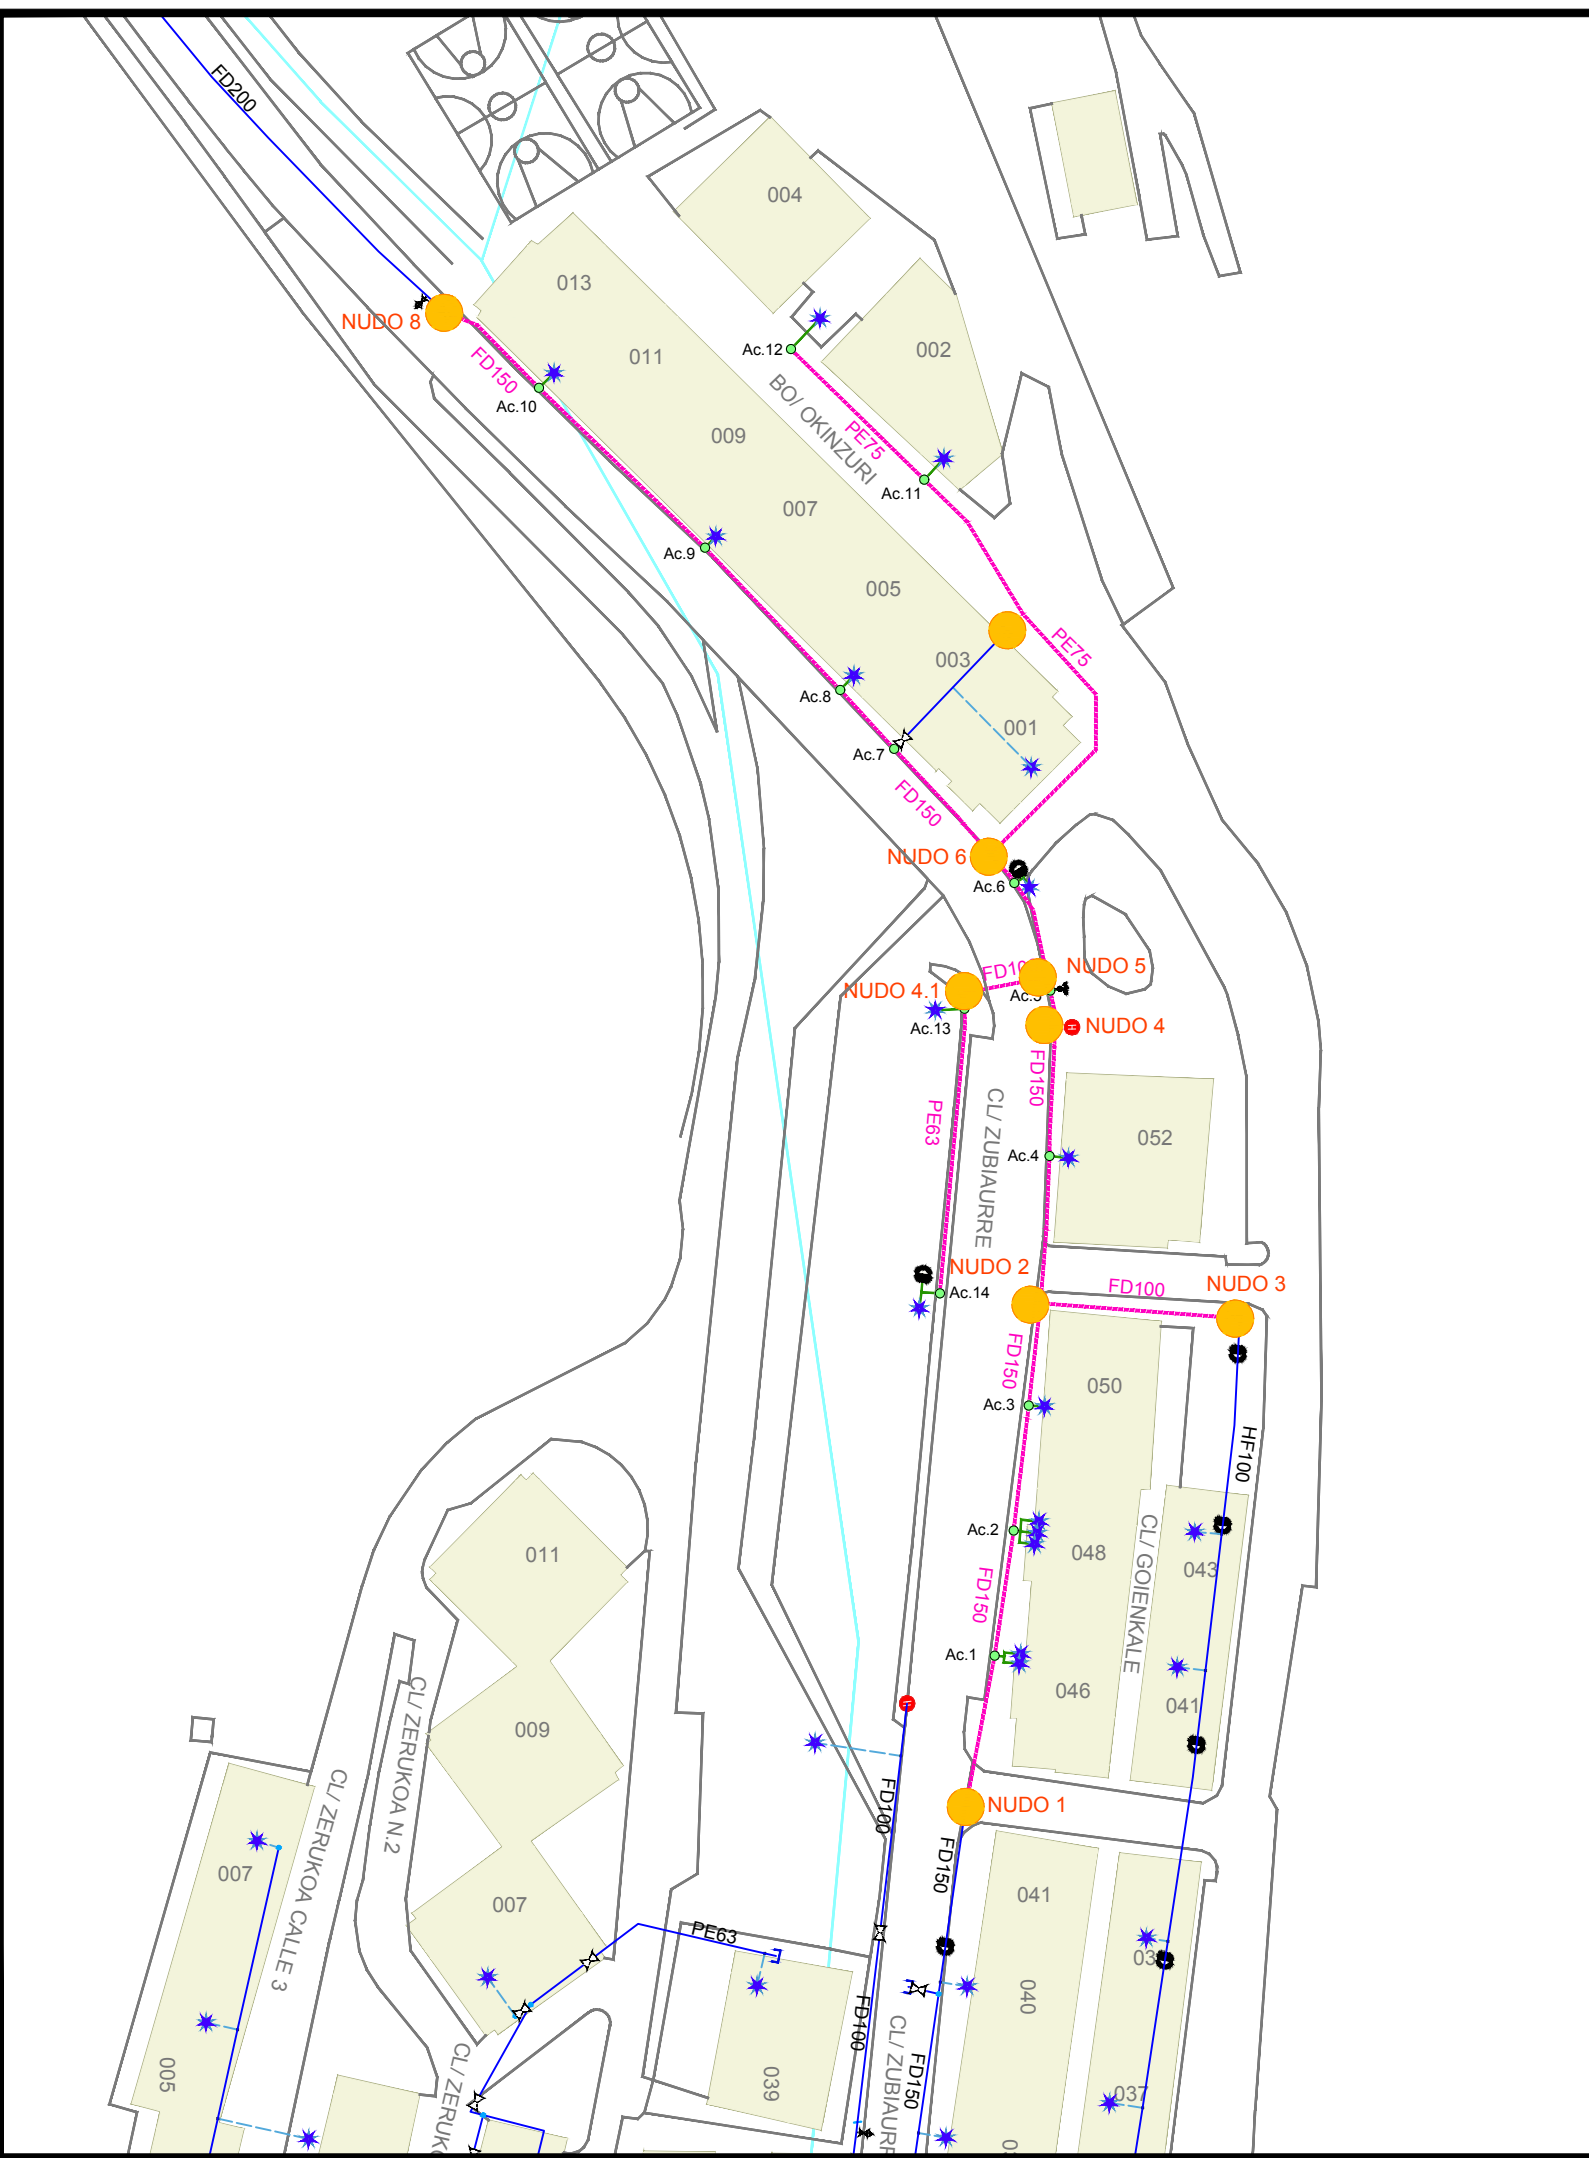 FD200
004
013
NUDO 8
011
FD150
Ac.12
002
BO/ OKINZURI
Ac.10
009
PE75
Ac.11
007
Ac.9
005
PE75
003
Ac.8
001
Ac.7
FD150
NUDO 6
Ac.6
NUDO 5
NUDO 4.1
Ac.13
NUDO 4
FD150
CL/ ZUBIAURRE
PE63
052
Ac.4
NUDO 2
NUDO 3
FD100
Ac.14
FD150
050
Ac.3
HF100
Ac.2
048
CL/ GOIENKALE
043
011
FD150
Ac.1
046
041
009
CL/ ZERUKOA N.2
CL/ ZERUKOA CALLE 3
FD100
NUDO 1
FD150
007
041
007
PE63
040
FD100
CL/ ZUBIAURR
FD150
005
039
037
CL/ ZERUK